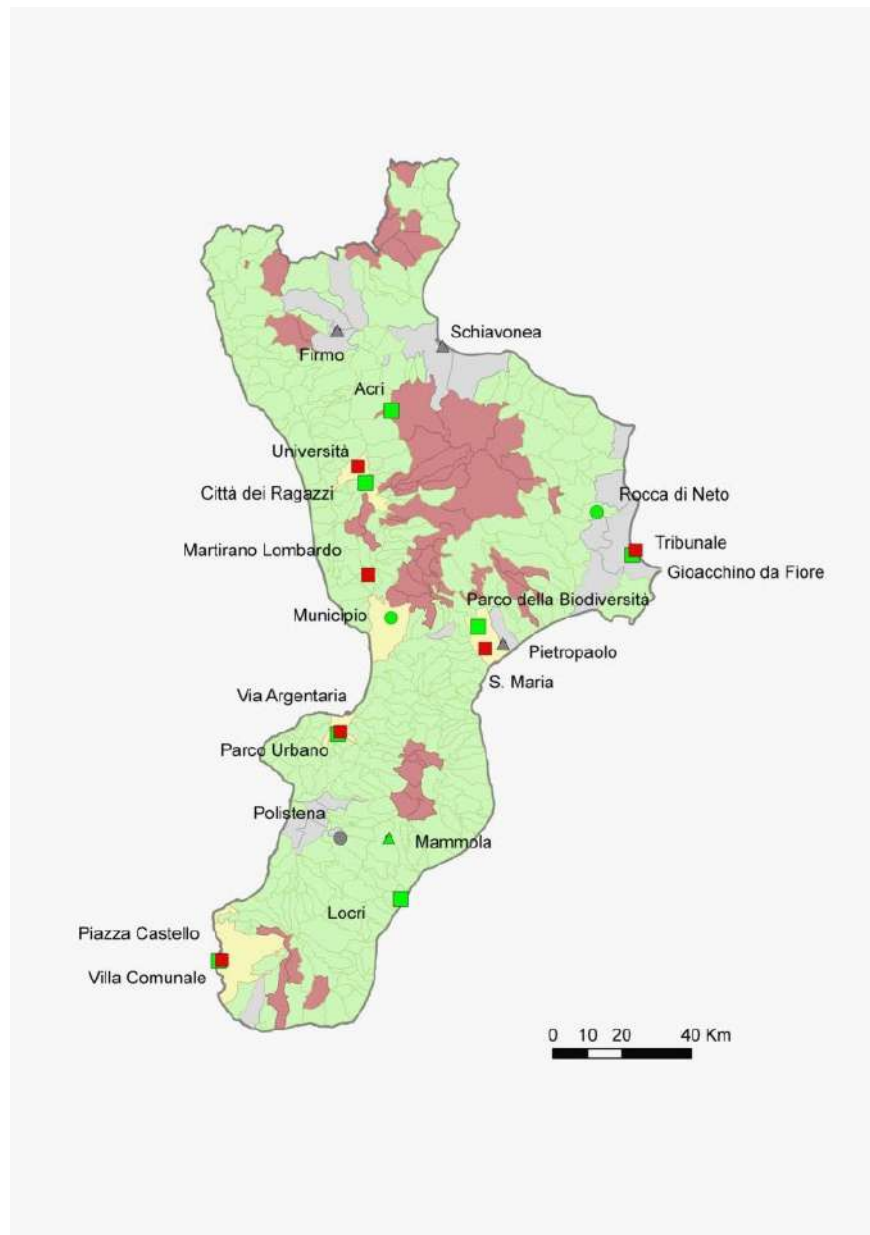 Schiavonea
Firmo
Acri
Università
Città dei Ragazzi
Rocca di Neto
Martirano Lombardo
Tribunale
Gioacchino da Fiore
Parco della Biodiversità
Municipio
Pietropaolo
S. Maria
Via Argentaria
Parco Urbano
Polistena
Mammola
Locri
Piazza Castello
Villa Comunale
0 10 20 40 Km